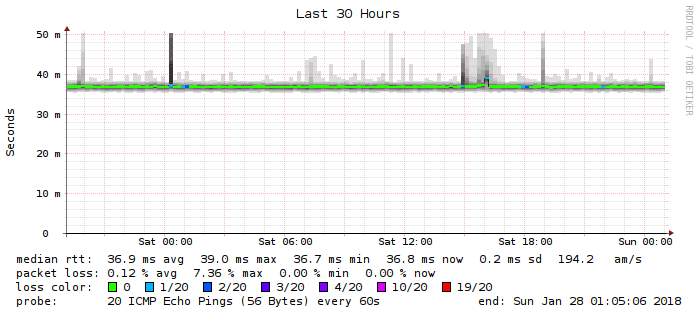 Last 30 Hours
RRDTOOL / TOBI OETIKER
Seconds
50 m
40 m
30 m
20 m
10 m
0
Sat 00:00 Sat 06:00 Sat 12:00 Sat 18:00 Sun 00:00
median rtt: 36.9 ms avg 39.0 ms max 36.7 ms min 36.8 ms now 0.2 ms sd 194.2 am/s
packet loss: 0.12 % avg 7.36 % max 0.00 % min 0.00 % now
loss color: 0 1/20 2/20 3/20 4/20 10/20 19/20
probe: 20 ICMP Echo Pings (56 Bytes) every 60s end: Sun Jan 28 01:05:06 2018